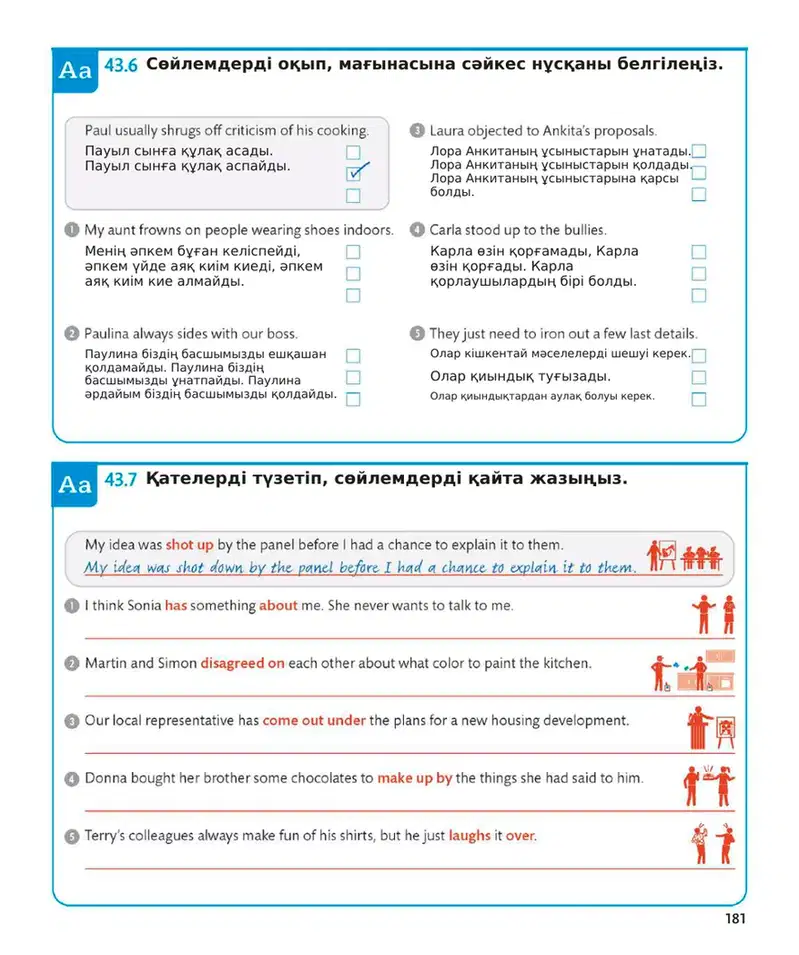 Aa 43.6 Сөйлемдерді оқып, мағынасына сәйкес нұсқаны белгілеңіз.
Paul usually shrugs off criticism of his cooking.
Пауыл сынға құлақ асады.
Пауыл сынға құлақ аспайды.
1 My aunt frowns on people wearing shoes indoors.
Менің әпкем бұған келіспейді,
әпкем үйде аяқ киім киеді, әпкем
аяқ киім кие алмайды.
2 Paulina always sides with our boss.
Паулина біздің басшымызды ешқашан
қолдамайды. Паулина біздің
басшымызды ұнатпайды. Паулина
әрдайым біздің басшымызды қолдайды.
3 Laura objected to Ankita's proposals.
Лора Анкитаның ұсыныстарын ұнатады.
Лора Анкитаның ұсыныстарын қолдады.
Лора Анкитаның ұсыныстарына қарсы
болды.
4 Carla stood up to the bullies.
Карла өзін қорғамады, Карла
өзін қорғады. Карла
қорлаушылардың бірі болды.
5 They just need to iron out a few last details.
Олар кішкентай мәселелерді шешуі керек.
Олар қиындық туғызады.
Олар қиындықтардан аулақ болуы керек.
Aa 43.7 Қателерді түзетіп, сөйлемдерді қайта жазыңыз.
My idea was shot up by the panel before I had a chance to explain it to them.
My idea was shot down by the panel before I had a chance to explain it to them.
1 I think Sonia has something about me. She never wants to talk to me.
2 Martin and Simon disagreed on each other about what color to paint the kitchen.
3 Our local representative has come out under the plans for a new housing development.
4 Donna bought her brother some chocolates to make up by the things she had said to him.
5 Terry's colleagues always make fun of his shirts, but he just laughs it over.
181